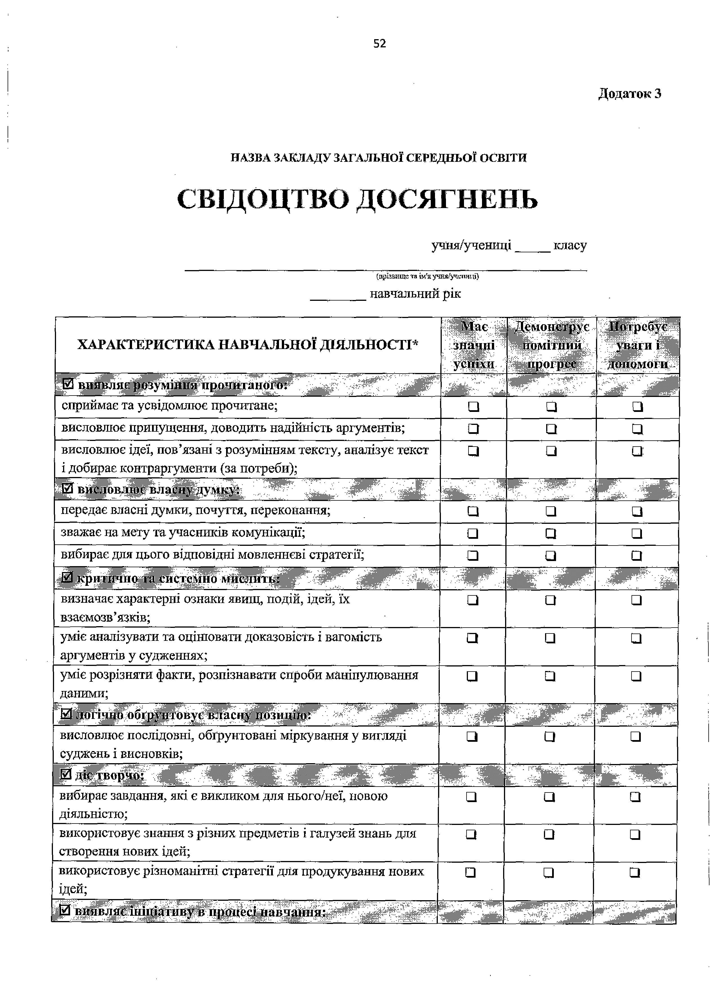 52
Додаток 3
НАЗВА ЗАКЛАДУ ЗАГАЛЬНОЇ СЕРЕДНЬОЇ ОСВІТИ
СВІДОЦТВО ДОСЯГНЕНЬ
учня/учениці _____ класу
(прізвище та ім'я учня/учениці)
________ навчальний рік
ХАРАКТЕРИСТИКА НАВЧАЛЬНОЇ ДІЯЛЬНОСТІ*
Має значні успіхи
Демонструє помітний прогрес
Потребує уваги і допомоги
☑ виявляє розуміння прочитаного:
сприймає та усвідомлює прочитане; ❑ ❑ ❑
висловлює припущення, доводить надійність аргументів; ❑ ❑ ❑
висловлює ідеї, пов’язані з розумінням тексту, аналізує текст ❑ ❑ ❑
і добирає контраргументи (за потреби);
☑ висловлює власну думку:
передає власні думки, почуття, переконання; ❑ ❑ ❑
зважає на мету та учасників комунікації; ❑ ❑ ❑
вибирає для цього відповідні мовленнєві стратегії; ❑ ❑ ❑
☑ критично та системно мислить:
визначає характерні ознаки явищ, подій, ідей, їх ❑ ❑ ❑
взаємозв’язків;
уміє аналізувати та оцінювати доказовість і вагомість ❑ ❑ ❑
аргументів у судженнях;
уміє розрізняти факти, розпізнавати спроби маніпулювання ❑ ❑ ❑
даними;
☑ логічно обґрунтовує власну позицію:
висловлює послідовні, обґрунтовані міркування у вигляді ❑ ❑ ❑
суджень і висновків;
☑ діє творчо:
вибирає завдання, які є викликом для нього/неї, новою ❑ ❑ ❑
діяльністю;
використовує знання з різних предметів і галузей знань для ❑ ❑ ❑
створення нових ідей;
використовує різноманітні стратегії для продукування нових ❑ ❑ ❑
ідей;
☑ виявляє ініціативу в процесі навчання: